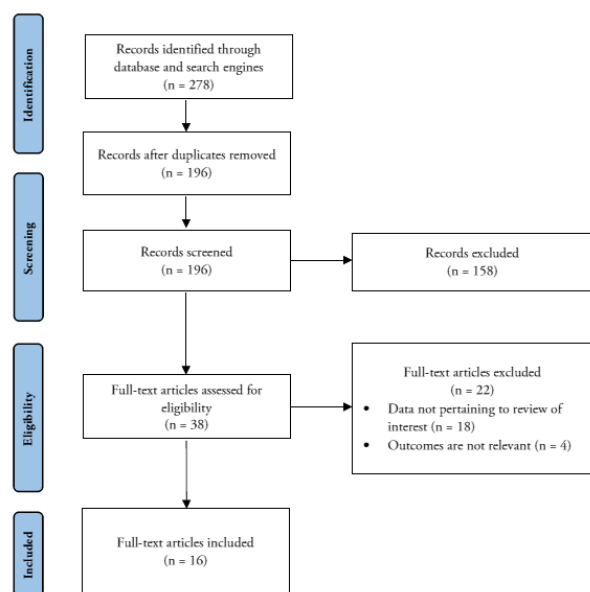 Identification
Records identified through
database and search engines
(n = 278)
Records after duplicates removed
(n = 196)
Screening
Records screened
(n = 196)
Records excluded
(n = 158)
Eligibility
Full-text articles assessed for
eligibility
(n = 38)
Full-text articles excluded
(n = 22)
• Data not pertaining to review of
interest (n = 18)
• Outcomes are not relevant (n = 4)
Included
Full-text articles included
(n = 16)